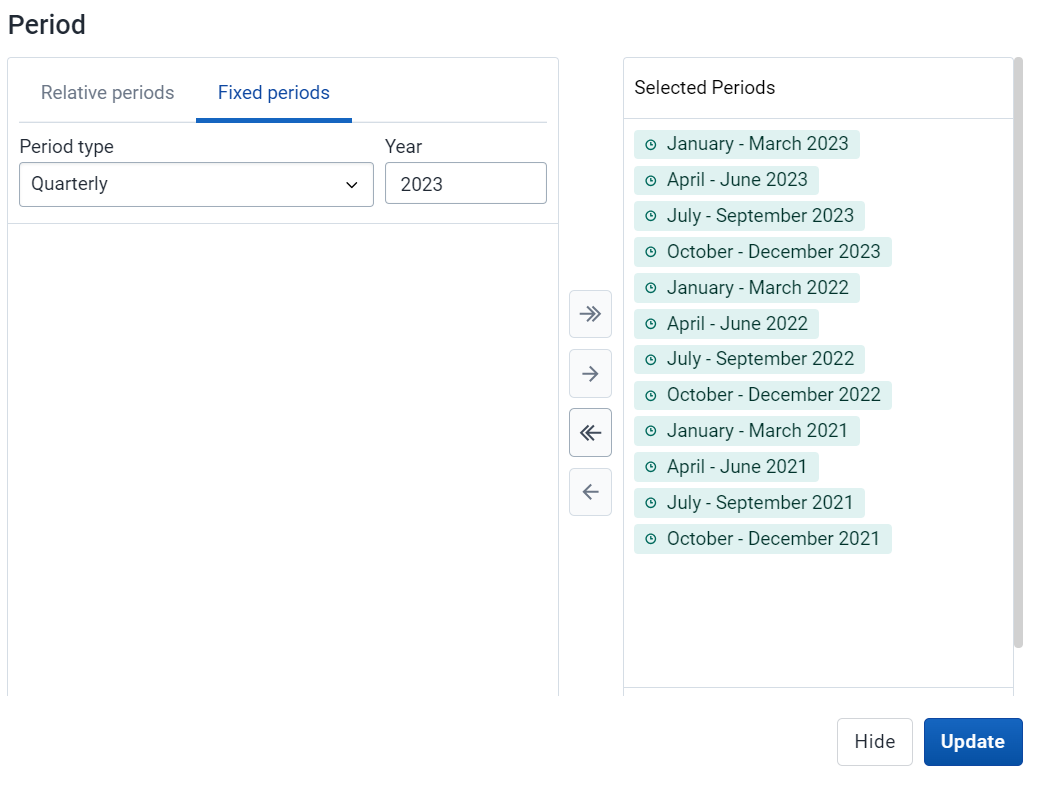 Period
Relative periods
Fixed periods
Period type
Year
Quarterly
2023
Selected Periods
January - March 2023
April - June 2023
July - September 2023
October - December 2023
January - March 2022
April - June 2022
July - September 2022
October - December 2022
January - March 2021
April - June 2021
July - September 2021
October - December 2021
Hide
Update